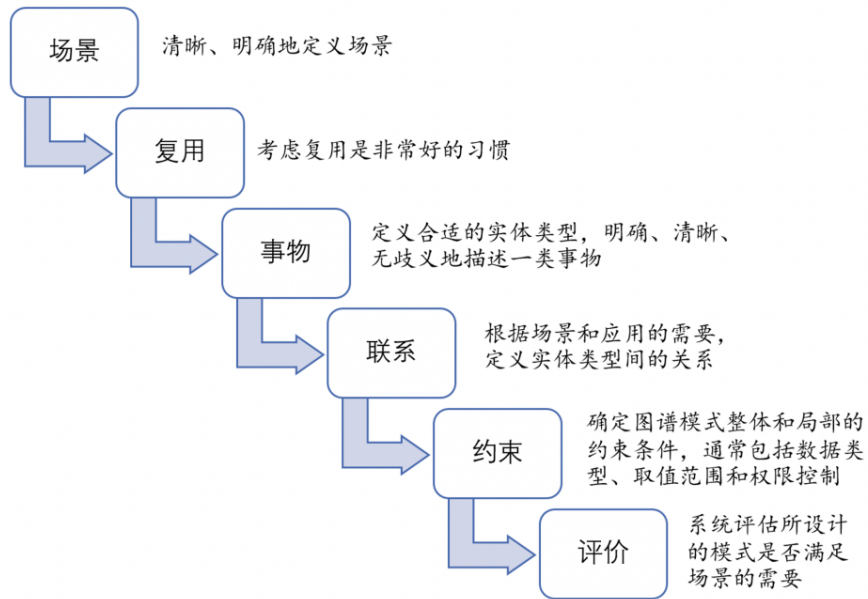 场景
清晰、明确地定义场景
复用
考虑复用是非常好的习惯
事物
定义合适的实体类型，明确、清晰、
无歧义地描述一类事物
联系
根据场景和应用的需要，
定义实体类型间的关系
约束
确定图谱模式整体和局部的
约束条件，通常包括数据类
型、取值范围和权限控制
评价
系统评估所设计
的模式是否满足
场景的需要